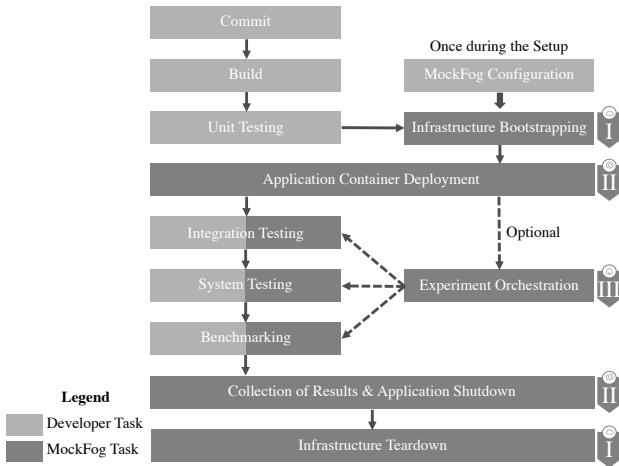 Commit
Once during the Setup
Build
MockFog Configuration
Unit Testing
Infrastructure Bootstrapping
I
Application Container Deployment
II
Integration Testing
Optional
System Testing
Experiment Orchestration
III
Benchmarking
Collection of Results & Application Shutdown
II
Legend
Developer Task
MockFog Task
Infrastructure Teardown
I